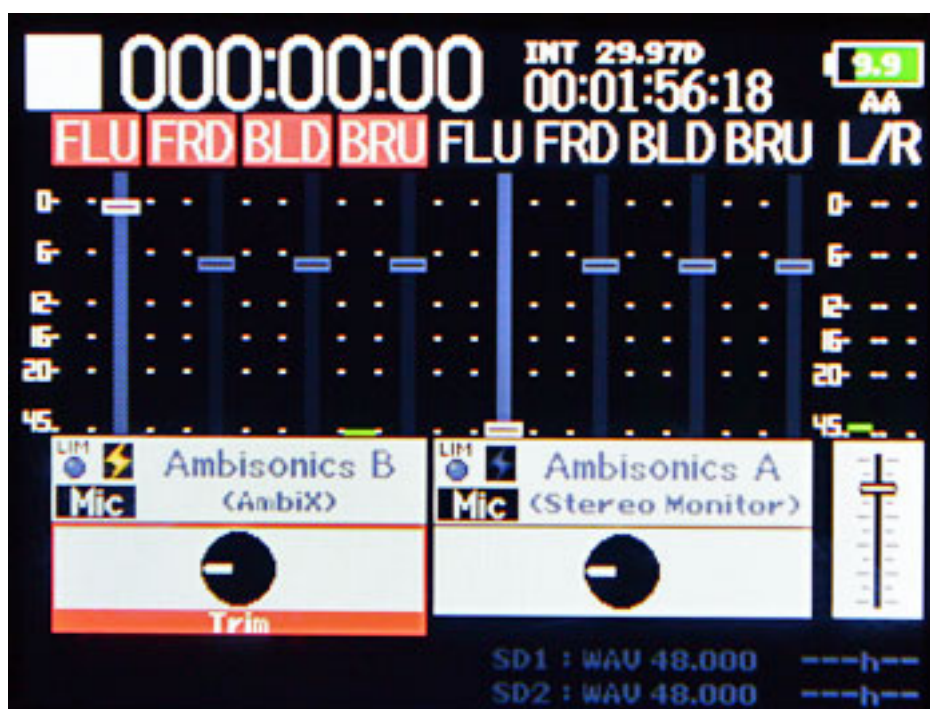 000:00:00 INT 29.97D 9.9
00:01:56:18 AA
FLU FRD BLD BRU FLU FRD BLD BRU L/R
0 0
6 6
12 12
16 16
20 20
45 45
LIM Ambisonics B LIM Ambisonics A
Mic (AmbiX) Mic (Stereo Monitor)
Trim
SD1 : WAV 48.000 ---h--
SD2 : WAV 48.000 ---h--